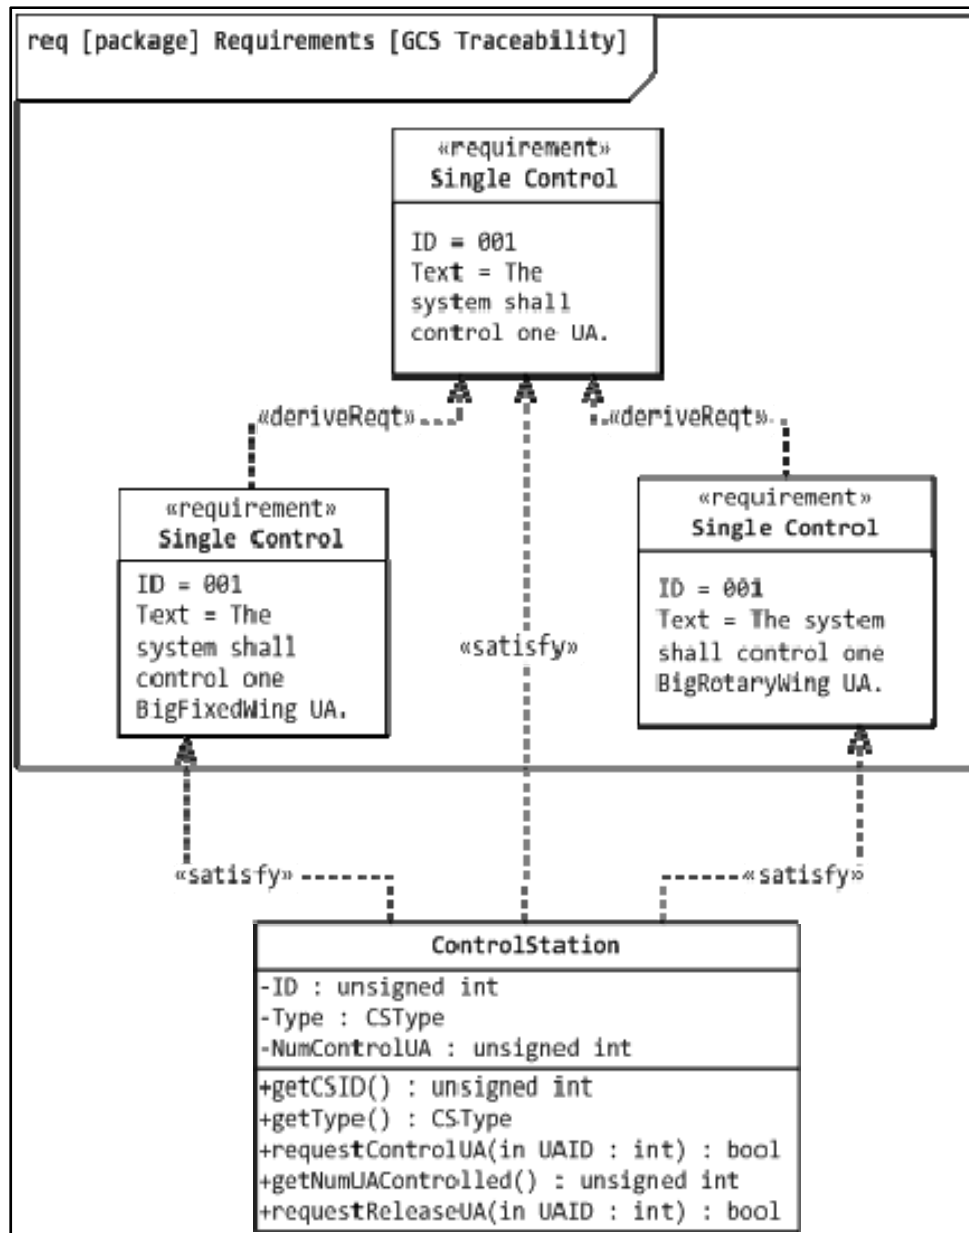 req [package] Requirements [GCS Traceability]
«requirement»
Single Control
ID = 001
Text = The
system shall
control one UA.
«deriveReqt»
«deriveReqt»
«requirement»
Single Control
ID = 001
Text = The
system shall
control one
BigFixedWing UA.
«requirement»
Single Control
ID = 001
Text = The system
shall control one
BigRotaryWing UA.
«satisfy»
«satisfy»
«satisfy»
ControlStation
-ID : unsigned int
-Type : CSType
-NumControlUA : unsigned int
+getCSID() : unsigned int
+getType() : CSType
+requestControlUA(in UAID : int) : bool
+getNumUAControlled() : unsigned int
+requestReleaseUA(in UAID : int) : bool